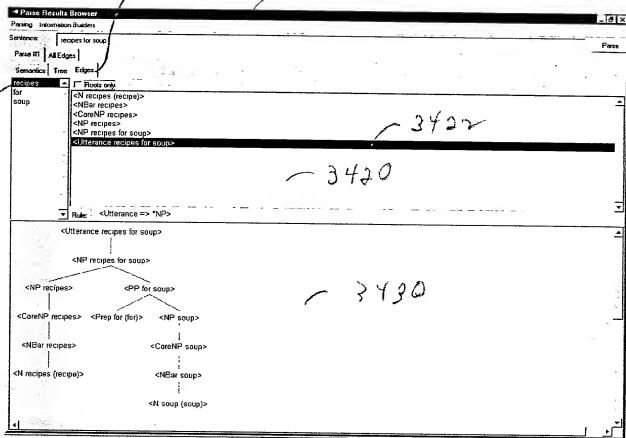 Parse Results Browser
Parsing Information Builders
Sentence: recipes for soup Parse
Parse #1 All Edges
Semantics Tree Edges
recipes
for
soup
Roots only
<N recipes (recipe)>
<NBar recipes>
<CoreNP recipes>
<NP recipes>
<NP recipes for soup>
<Utterance recipes for soup>
3422
3420
Rule: <Utterance => *NP>
<Utterance recipes for soup>
<NP recipes for soup>
<NP recipes> <PP for soup>
3430
<CoreNP recipes> <Prep for (for)> <NP soup>
<NBar recipes> <CoreNP soup>
<N recipes (recipe)> <NBar soup>
<N soup (soup)>